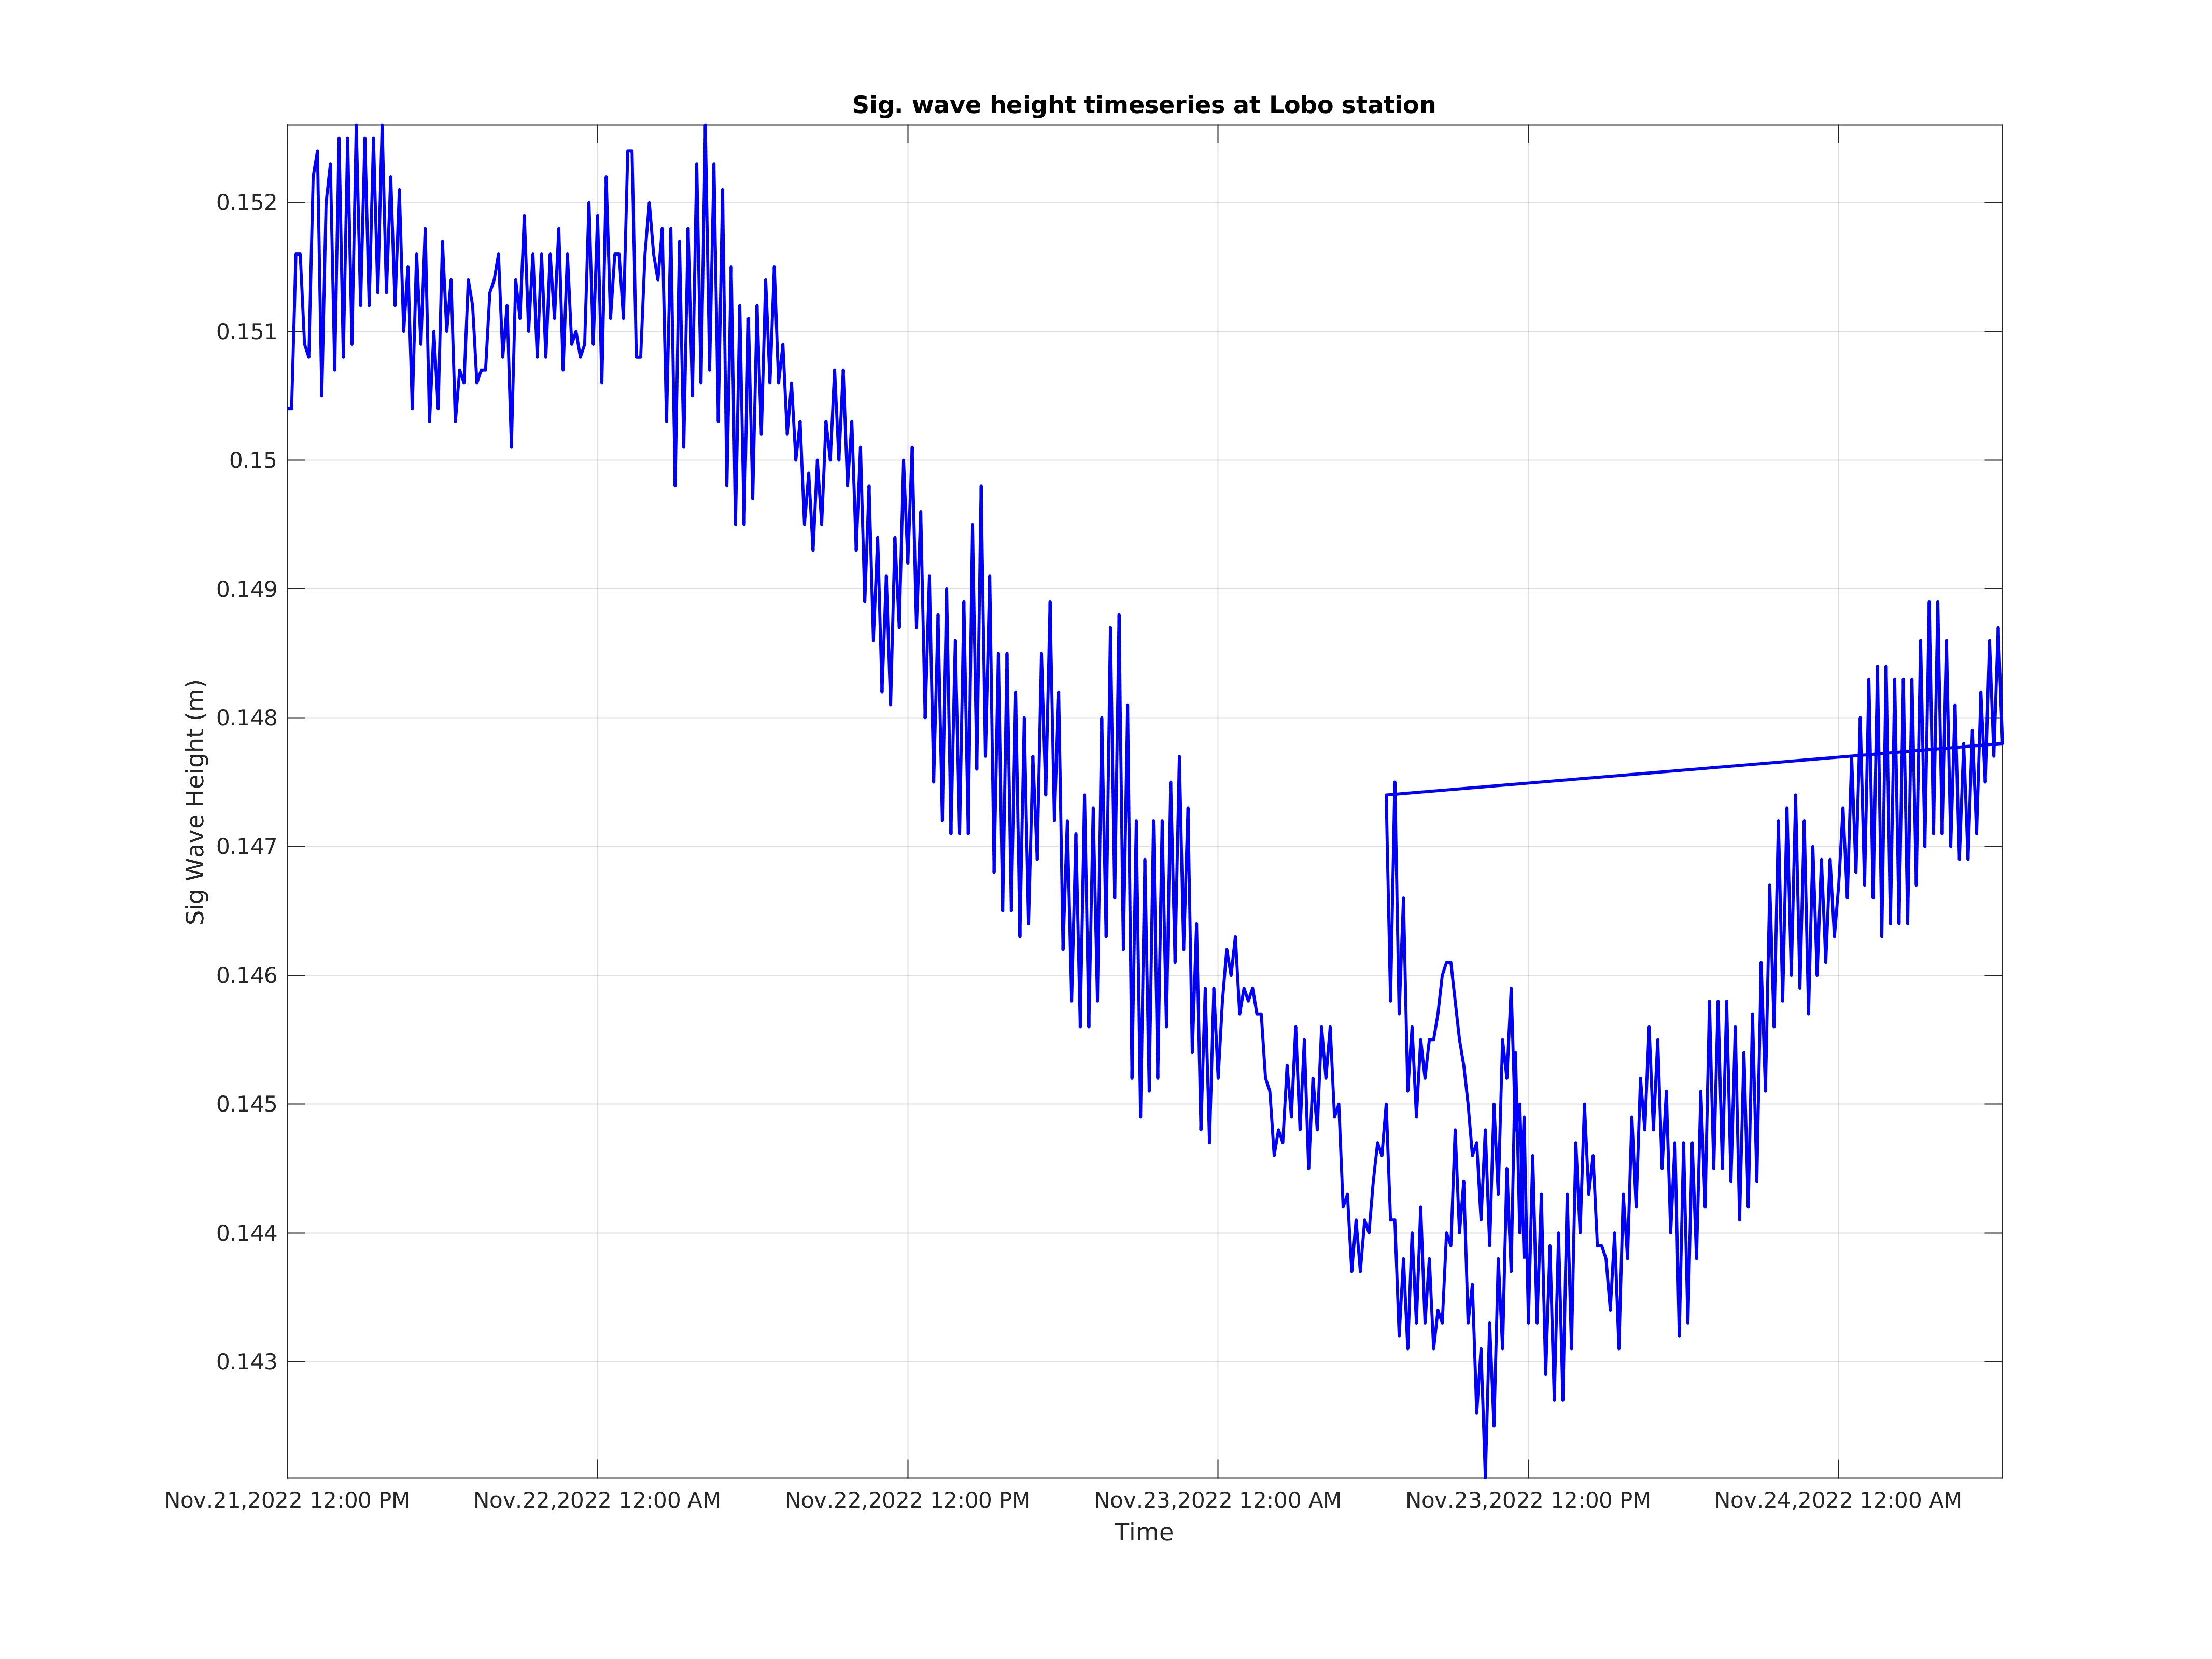 Sig. wave height timeseries at Lobo station
0.152
0.151
0.15
0.149
0.148
0.147
0.146
0.145
0.144
0.143
Sig Wave Height (m)
Nov.21,2022 12:00 PM
Nov.22,2022 12:00 AM
Nov.22,2022 12:00 PM
Nov.23,2022 12:00 AM
Nov.23,2022 12:00 PM
Nov.24,2022 12:00 AM
Time